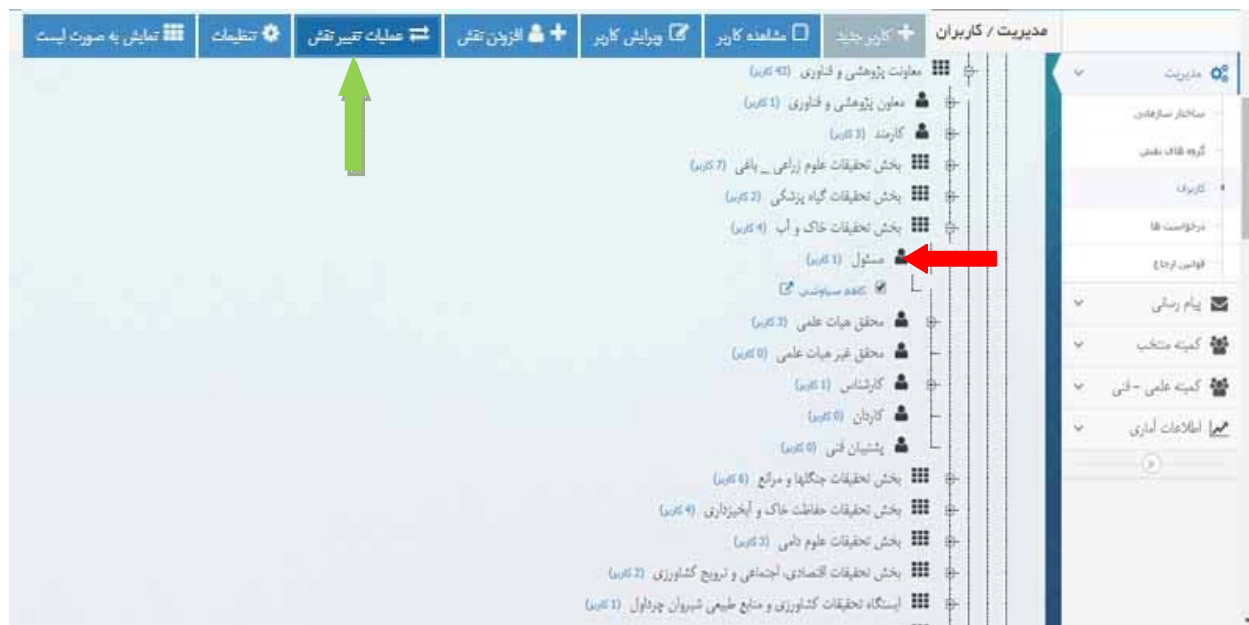 مدیریت / کاربران
کاربر جدید
مشاهده کاربر
ویرایش کاربر
افزودن نقش
عملیات تغییر نقش
تنظیمات
نمایش به صورت لیست
مدیریت
ساختار سازمانی
گروه های نقش
کاربران
درخواست ها
قوانین ارجاع
پیام رسانی
کمیته منتخب
کمیته علمی - فنی
اطلاعات آماری
معاونت پژوهشی و فناوری (43 کاربر)
معاون پژوهشی و فناوری (1 کاربر)
کارمند (3 کاربر)
بخش تحقیقات علوم زراعی _ باغی (7 کاربر)
بخش تحقیقات گیاه پزشکی (2 کاربر)
بخش تحقیقات خاک و آب (4 کاربر)
مسئول (1 کاربر)
محقق هیات علمی (3 کاربر)
محقق غیر هیات علمی (0 کاربر)
کارشناس (1 کاربر)
کاردان (0 کاربر)
پشتیبان فنی (0 کاربر)
بخش تحقیقات جنگلها و مراتع (6 کاربر)
بخش تحقیقات حفاظت خاک و آبخیزداری (4 کاربر)
بخش تحقیقات علوم دامی (3 کاربر)
بخش تحقیقات اقتصادی، اجتماعی و ترویج کشاورزی (2 کاربر)
ایستگاه تحقیقات کشاورزی و منابع طبیعی شیروان چرداول (1 کاربر)